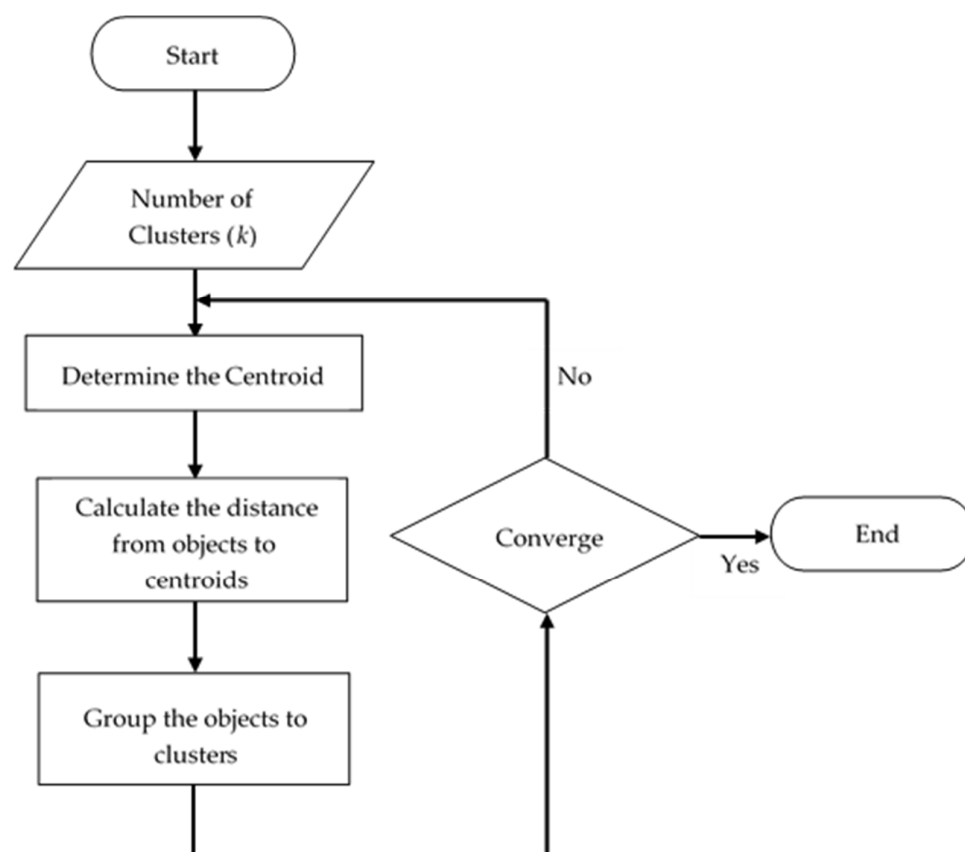 Start
Number of
Clusters (k)
Determine the Centroid
No
Calculate the distance
from objects to
centroids
Converge
Yes
End
Group the objects to
clusters